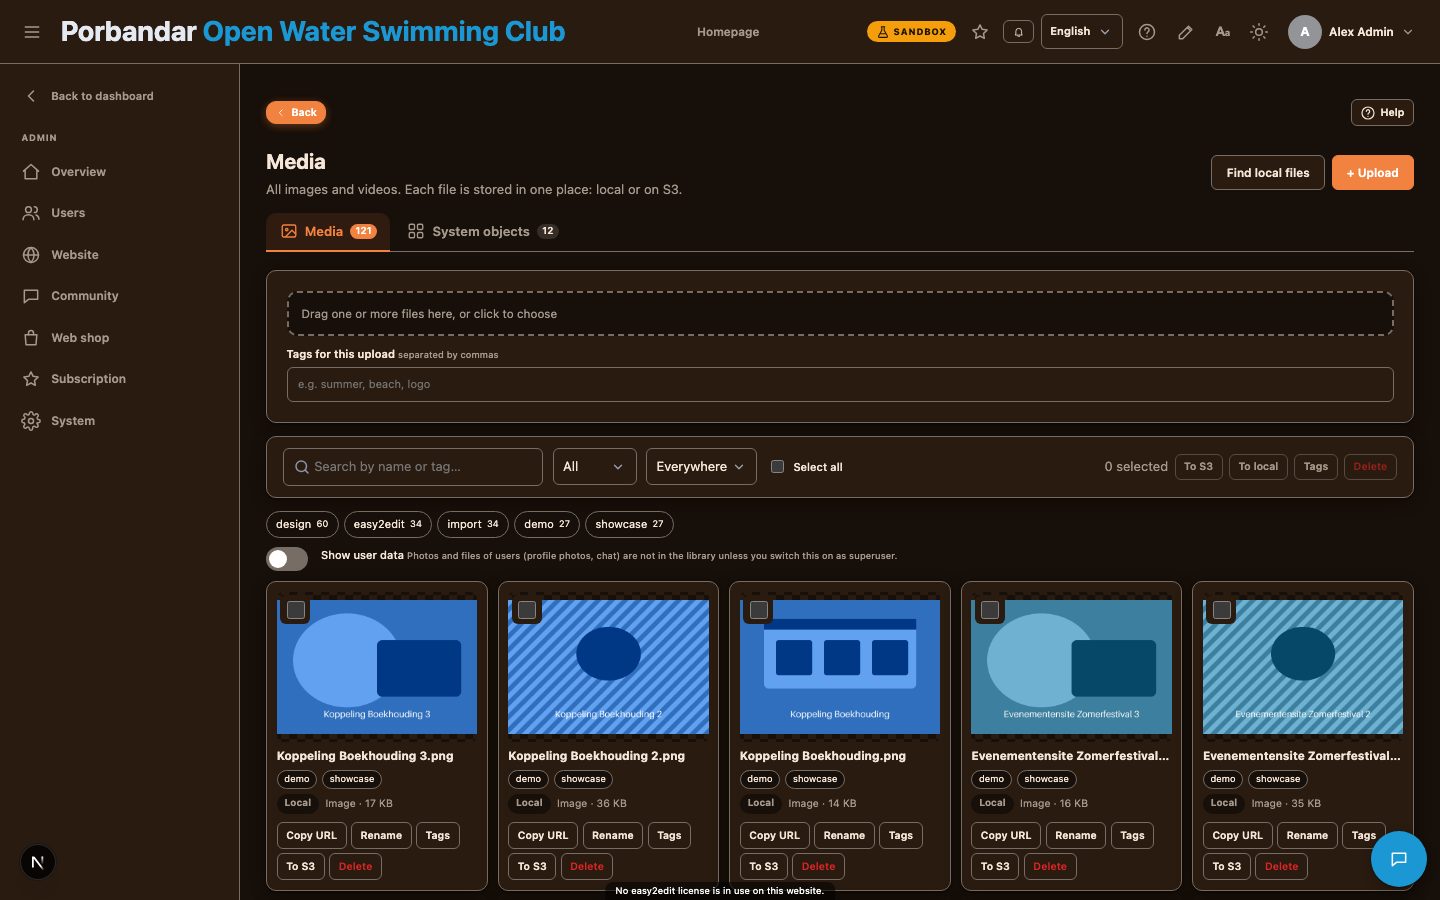 Porbandar Open Water Swimming Club
Homepage
SANDBOX
English
Aa
A
Alex Admin
Back to dashboard
ADMIN
Overview
Users
Website
Community
Web shop
Subscription
System
Back
Help
Media
All images and videos. Each file is stored in one place: local or on S3.
Find local files
+ Upload
Media 121
System objects 12
Drag one or more files here, or click to choose
Tags for this upload separated by commas
e.g. summer, beach, logo
Search by name or tag...
All
Everywhere
Select all
0 selected
To S3
To local
Tags
Delete
design 60
easy2edit 34
import 34
demo 27
showcase 27
Show user data Photos and files of users (profile photos, chat) are not in the library unless you switch this on as superuser.
Koppeling Boekhouding 3
Koppeling Boekhouding 3.png
demo showcase
Local Image · 17 KB
Copy URL Rename Tags
To S3 Delete
Koppeling Boekhouding 2
Koppeling Boekhouding 2.png
demo showcase
Local Image · 36 KB
Copy URL Rename Tags
To S3 Delete
Koppeling Boekhouding
Koppeling Boekhouding.png
demo showcase
Local Image · 14 KB
Copy URL Rename Tags
To S3 Delete
Evenementensite Zomerfestival 3
Evenementensite Zomerfestival...
demo showcase
Local Image · 16 KB
Copy URL Rename Tags
To S3 Delete
Evenementensite Zomerfestival 2
Evenementensite Zomerfestival...
demo showcase
Local Image · 35 KB
Copy URL Rename Tags
To S3 Delete
N
No easy2edit license is in use on this website.